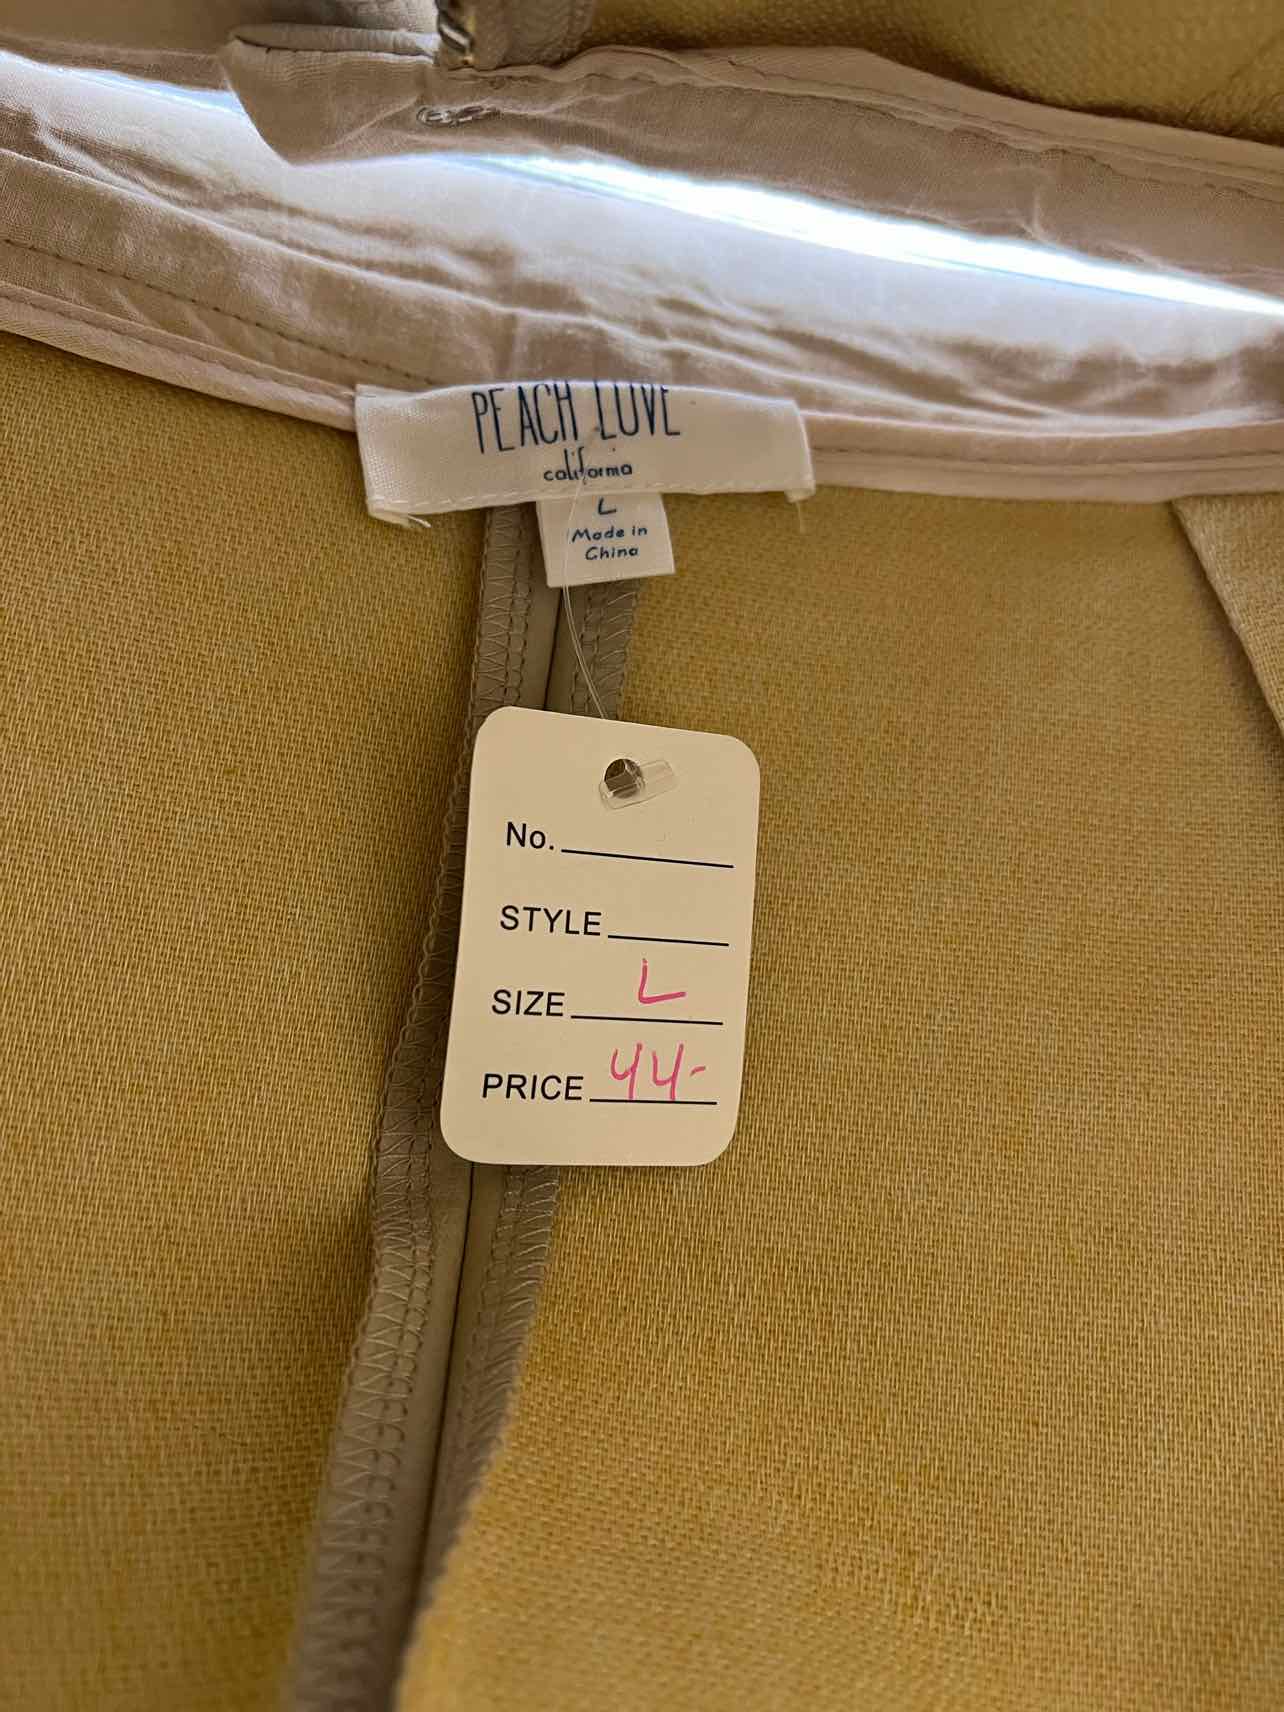 PEACH LOVE
california
L
Made in
China
No.
STYLE
SIZE L
PRICE 44-